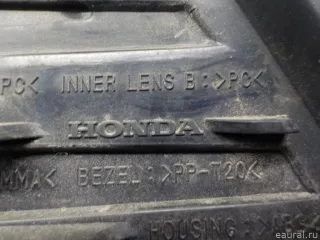 PC< INNER LENS B:>PC<
HONDA
MMA< BEZEL:>PP-T20<
HOUSING:
eaural.ru